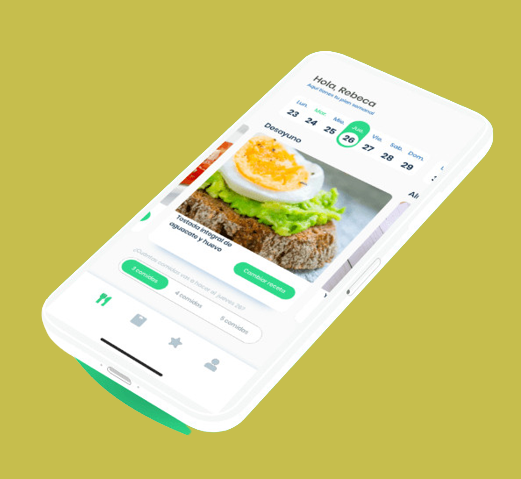 Hola, Rebeca
Aquí tienes tu plan semanal
Lun. Mar. Mie. Jue. Vie. Sab. Dom.
23 24 25 26 27 28 29
Desayuno
Al
Tostada integral de
aguacate y huevo
Cambiar receta
¿Cuántas comidas vas a hacer el jueves 26?
3 comidas 4 comidas 5 comidas